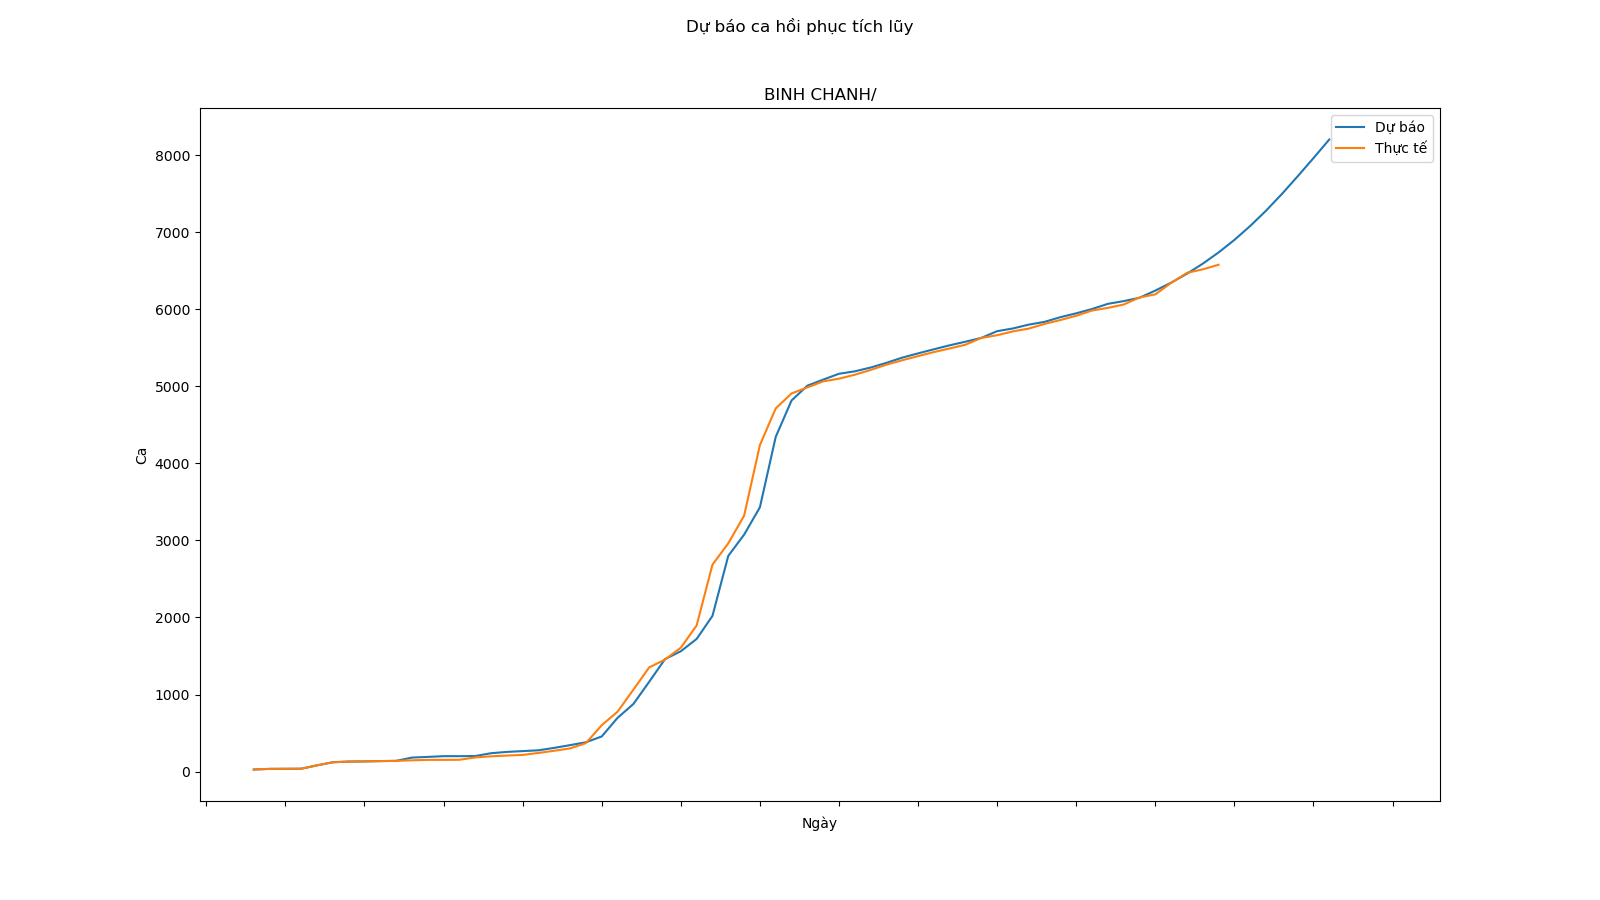 Dự báo ca hồi phục tích lũy
BINH CHANH/
Dự báo
Thực tế
8000
7000
6000
5000
4000
3000
2000
1000
0
Ca
Ngày